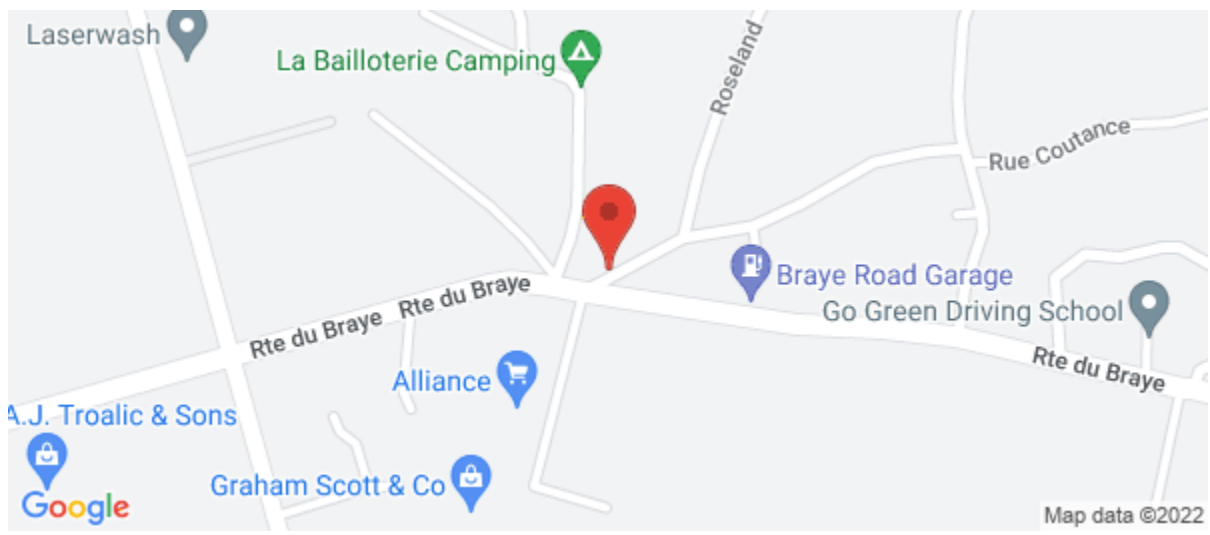 Laserwash
La Bailloterie Camping
Roseland
Rue Coutance
Braye Road Garage
Go Green Driving School
Rte du Braye
Rte du Braye
Rte du Braye
Alliance
A.J. Troalic & Sons
Graham Scott & Co
Google
Map data ©2022